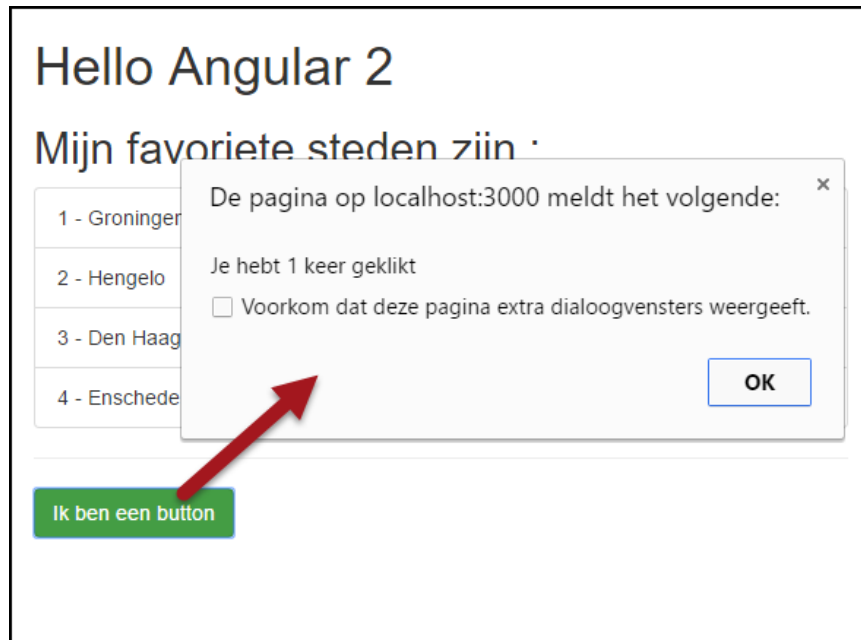 Hello Angular 2
Mijn favoriete steden zijn :
De pagina op localhost:3000 meldt het volgende:
×
1 - Groningen
Je hebt 1 keer geklikt
2 - Hengelo
Voorkom dat deze pagina extra dialoogvensters weergeeft.
3 - Den Haag
OK
4 - Enschede
Ik ben een button